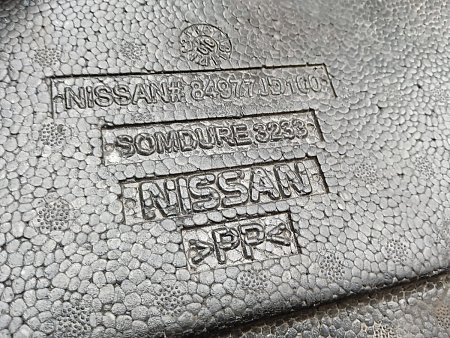 NISSAN# 84977JD100
SOMDURE 3233
NISSAN
>PP<